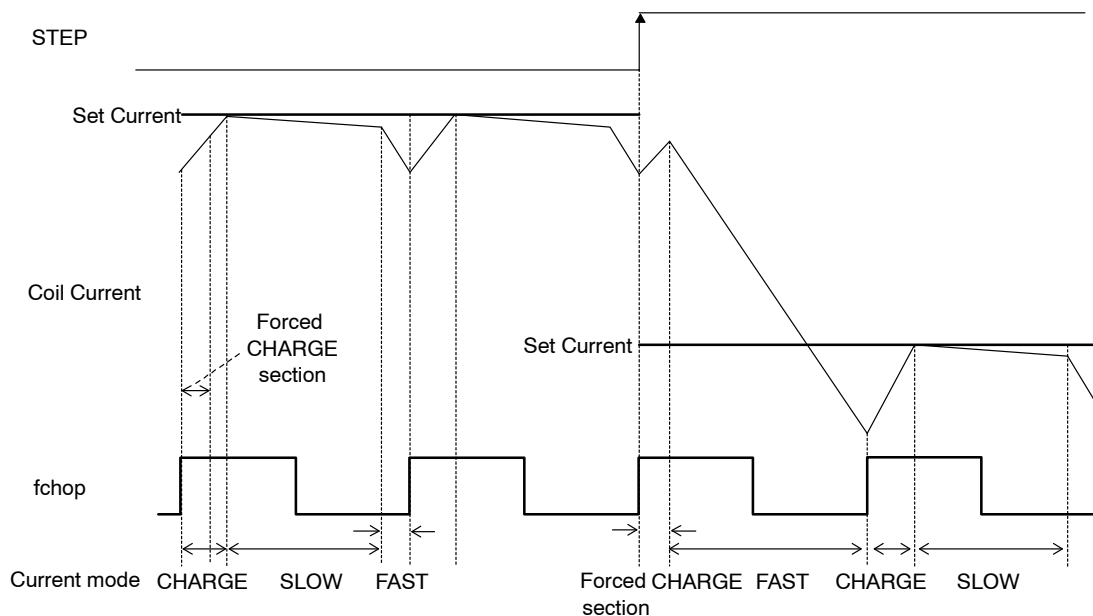 STEP
Set Current
Coil Current
Forced
CHARGE
section
Set Current
fchop
Current mode CHARGE SLOW FAST Forced CHARGE FAST CHARGE SLOW
section